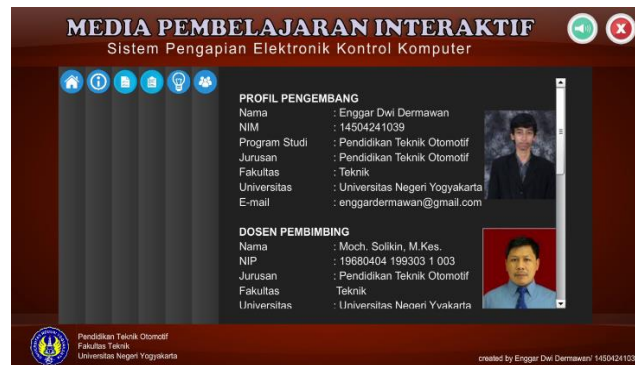 MEDIA PEMBELAJARAN INTERAKTIF
Sistem Pengapian Elektronik Kontrol Komputer
PROFIL PENGEMBANG
Nama : Enggar Dwi Dermawan
NIM : 14504241039
Program Studi : Pendidikan Teknik Otomotif
Jurusan : Pendidikan Teknik Otomotif
Fakultas : Teknik
Universitas : Universitas Negeri Yogyakarta
E-mail : enggardermawan@gmail.com
DOSEN PEMBIMBING
Nama : Moch. Solikin, M.Kes.
NIP : 19680404 199303 1 003
Jurusan : Pendidikan Teknik Otomotif
Fakultas Teknik
Universitas : Universitas Negeri Yyakarta
Pendidikan Teknik Otomotif
Fakultas Teknik
Universitas Negeri Yogyakarta
created by Enggar Dwi Dermawan/ 1450424103